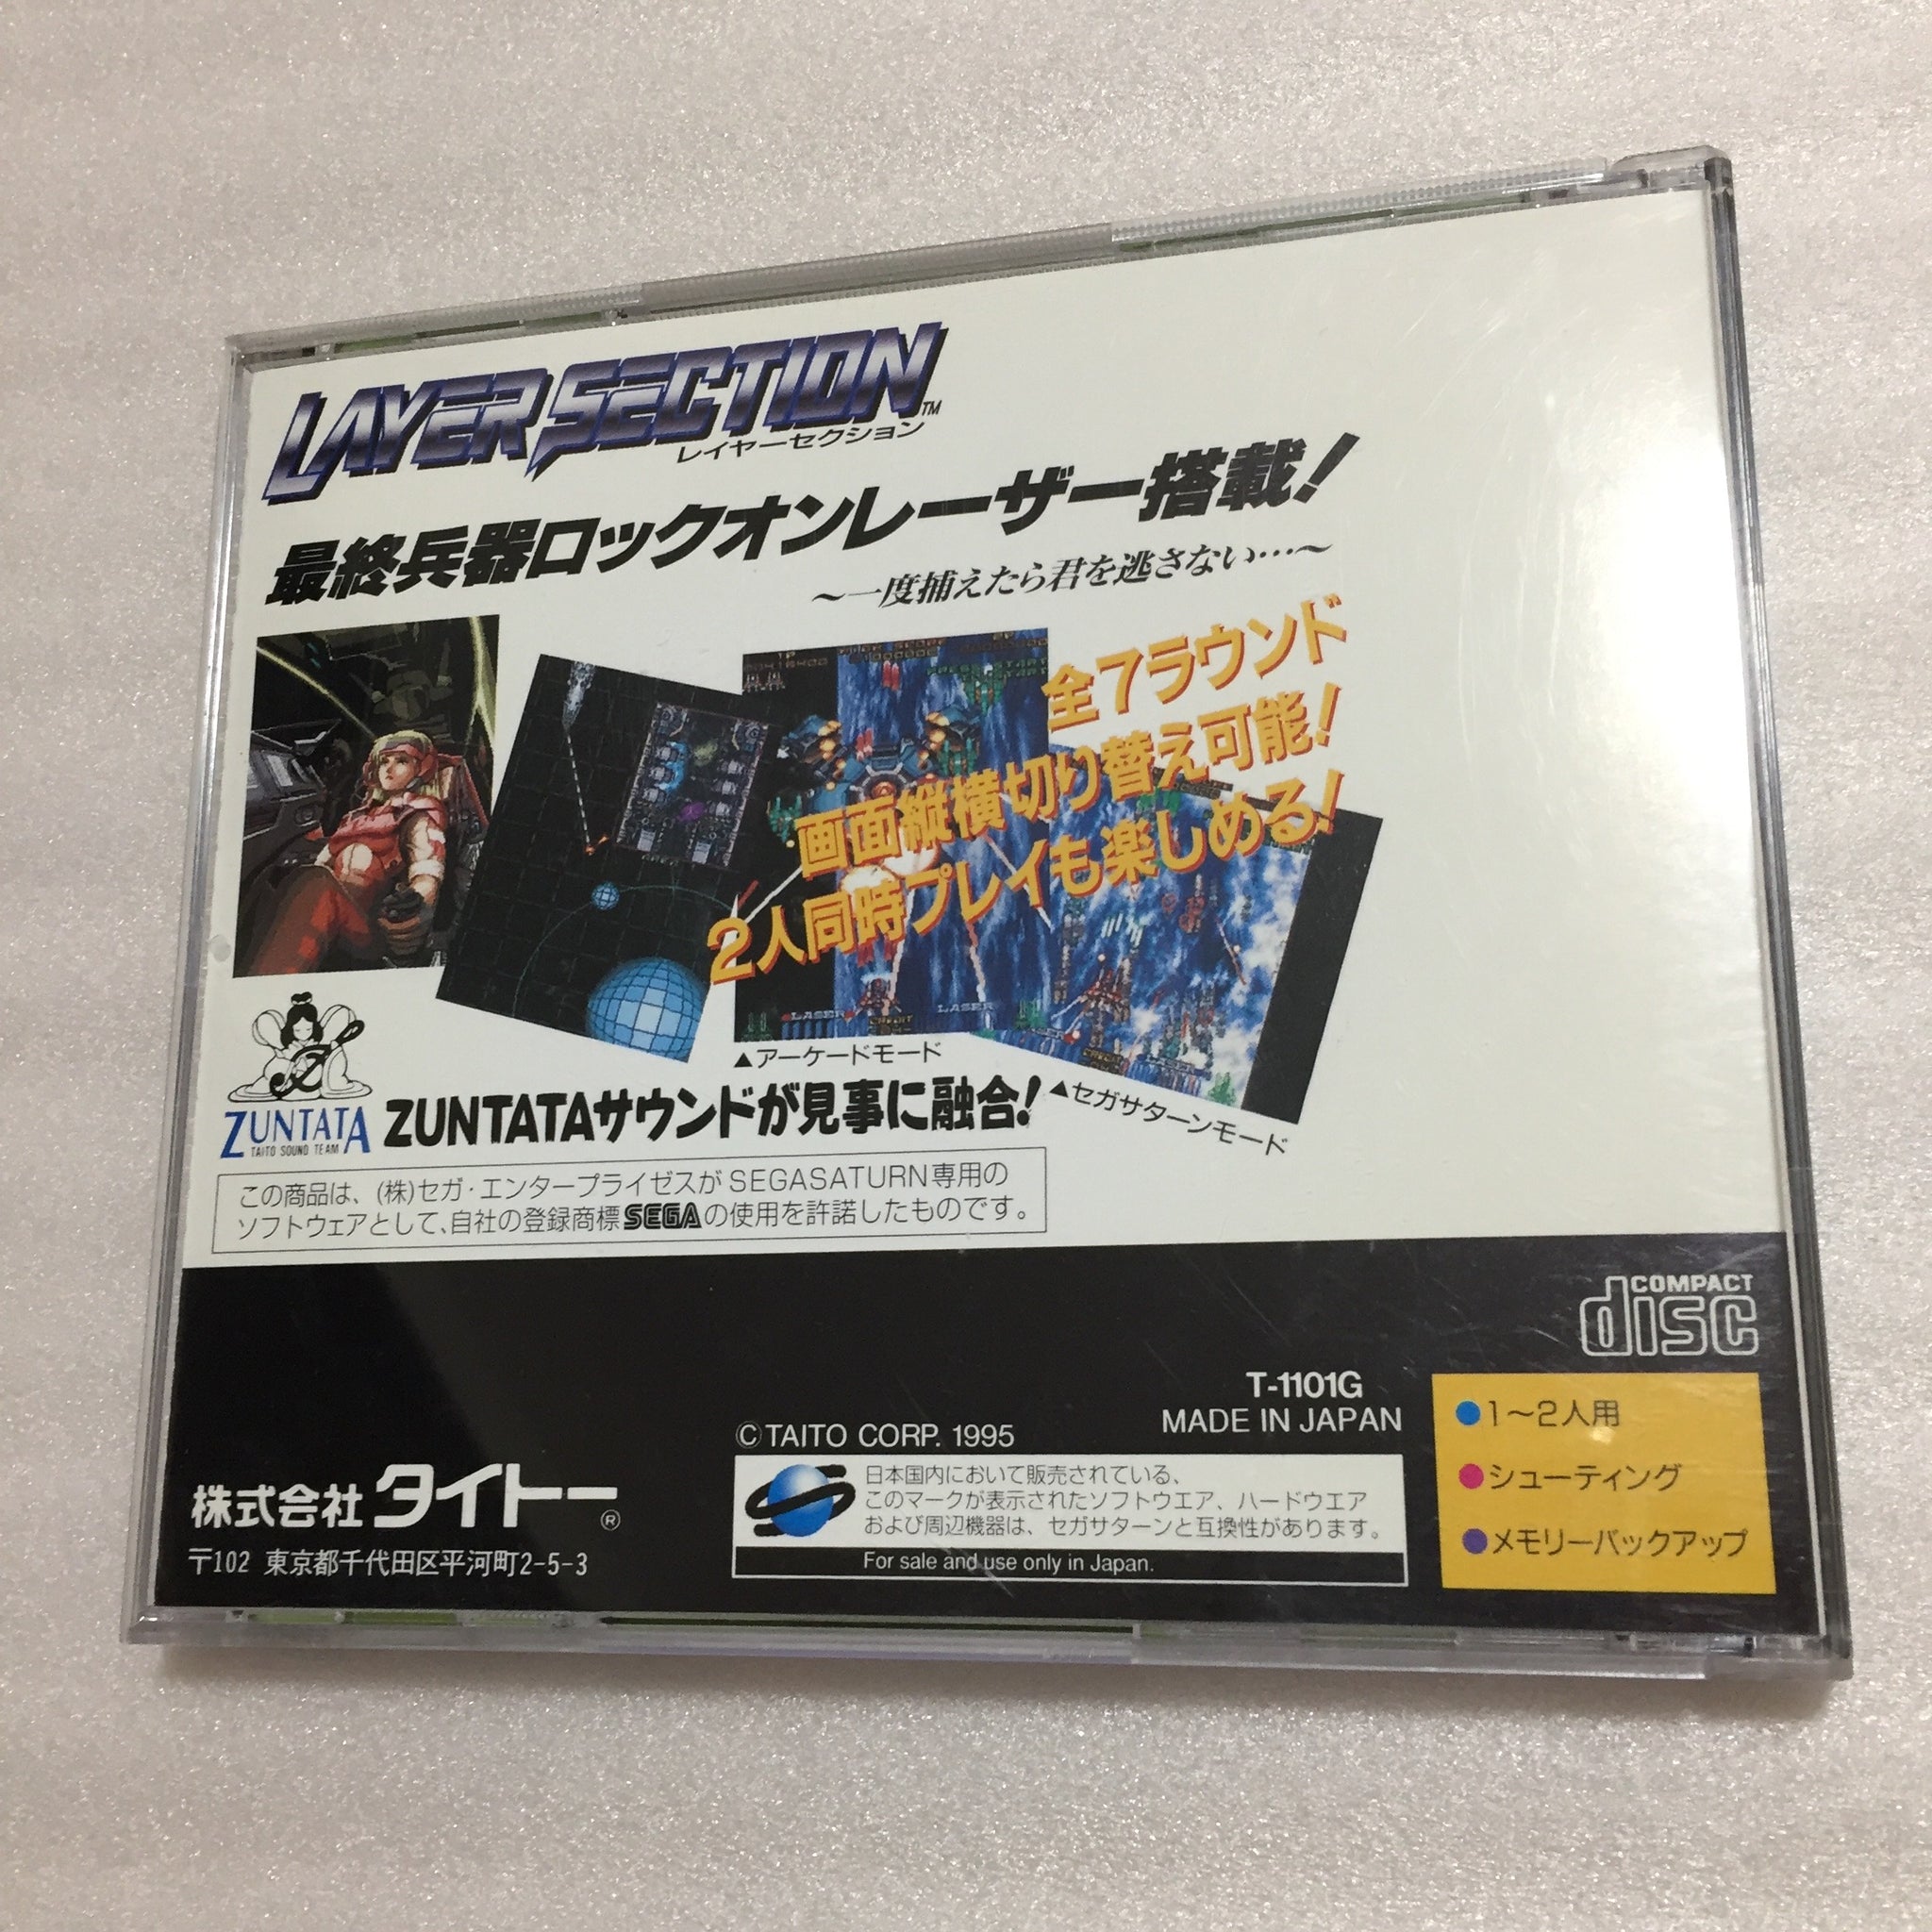 LAYER SECTION™
レイヤーセクション
最終兵器ロックオンレーザー搭載!
〜一度捕えたら君を逃さない…〜
全7ラウンド
画面縦横切り替え可能!
2人同時プレイも楽しめる!
PRESS START
LASER
CREDIT
LASER
▲アーケードモード
▲セガサターンモード
ZUNTATA
TAITO SOUND TEAM
ZUNTATAサウンドが見事に融合!
この商品は、(株)セガ・エンタープライゼスがSEGASATURN専用の
ソフトウェアとして、自社の登録商標SEGAの使用を許諾したものです。
COMPACT
disc
T-1101G
MADE IN JAPAN
©TAITO CORP. 1995
株式会社タイトー®
〒102 東京都千代田区平河町2-5-3
日本国内において販売されている、
このマークが表示されたソフトウエア、ハードウエア
および周辺機器は、セガサターンと互換性があります。
For sale and use only in Japan.
●1〜2人用
●シューティング
●メモリーバックアップ